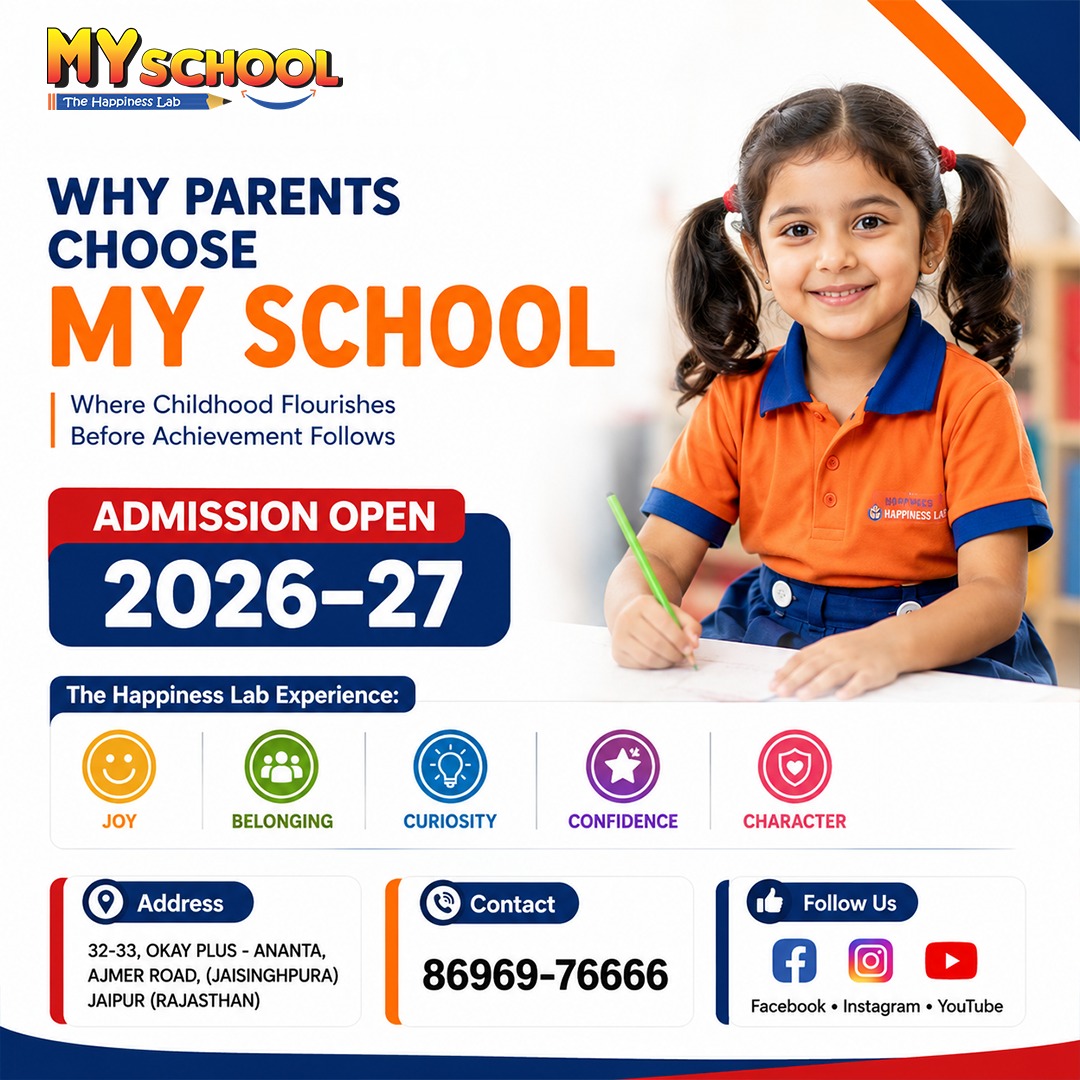 MY SCHOOL
The Happiness Lab
WHY PARENTS
CHOOSE
MY SCHOOL
Where Childhood Flourishes
Before Achievement Follows
ADMISSION OPEN
2026-27
HAPPINESS LAB
The Happiness Lab Experience:
JOY
BELONGING
CURIOSITY
CONFIDENCE
CHARACTER
Address
32-33, OKAY PLUS - ANANTA,
AJMER ROAD, (JAISINGHPURA)
JAIPUR (RAJASTHAN)
Contact
86969-76666
Follow Us
Facebook • Instagram • YouTube